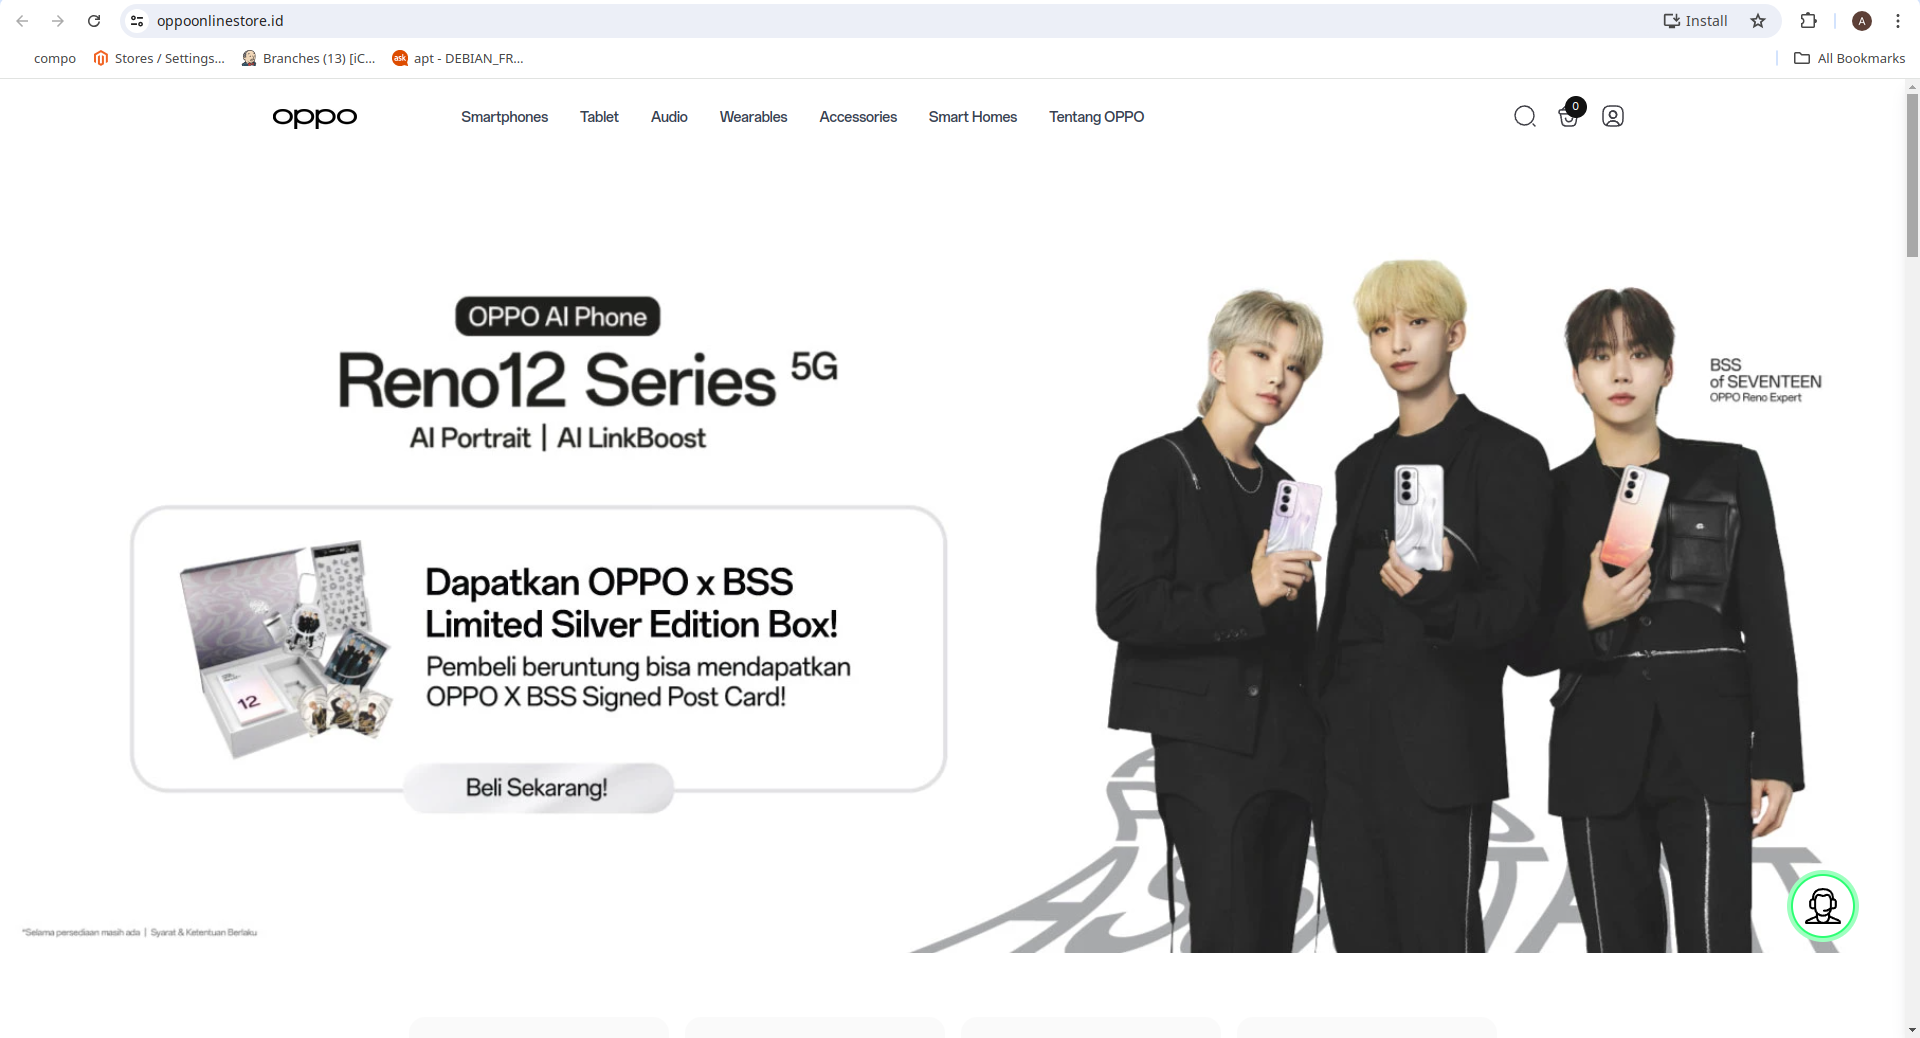 oppoonlinestore.id
Install
A
compo
Stores / Settings...
Branches (13) [iC...
ask
apt - DEBIAN_FR...
All Bookmarks
oppo
Smartphones
Tablet
Audio
Wearables
Accessories
Smart Homes
Tentang OPPO
0
OPPO AI Phone
Reno12 Series 5G
AI Portrait | AI LinkBoost
BSS
of SEVENTEEN
OPPO Reno Expert
12
Dapatkan OPPO x BSS
Limited Silver Edition Box!
Pembeli beruntung bisa mendapatkan
OPPO X BSS Signed Post Card!
Beli Sekarang!
*Selama persediaan masih ada | Syarat & Ketentuan Berlaku